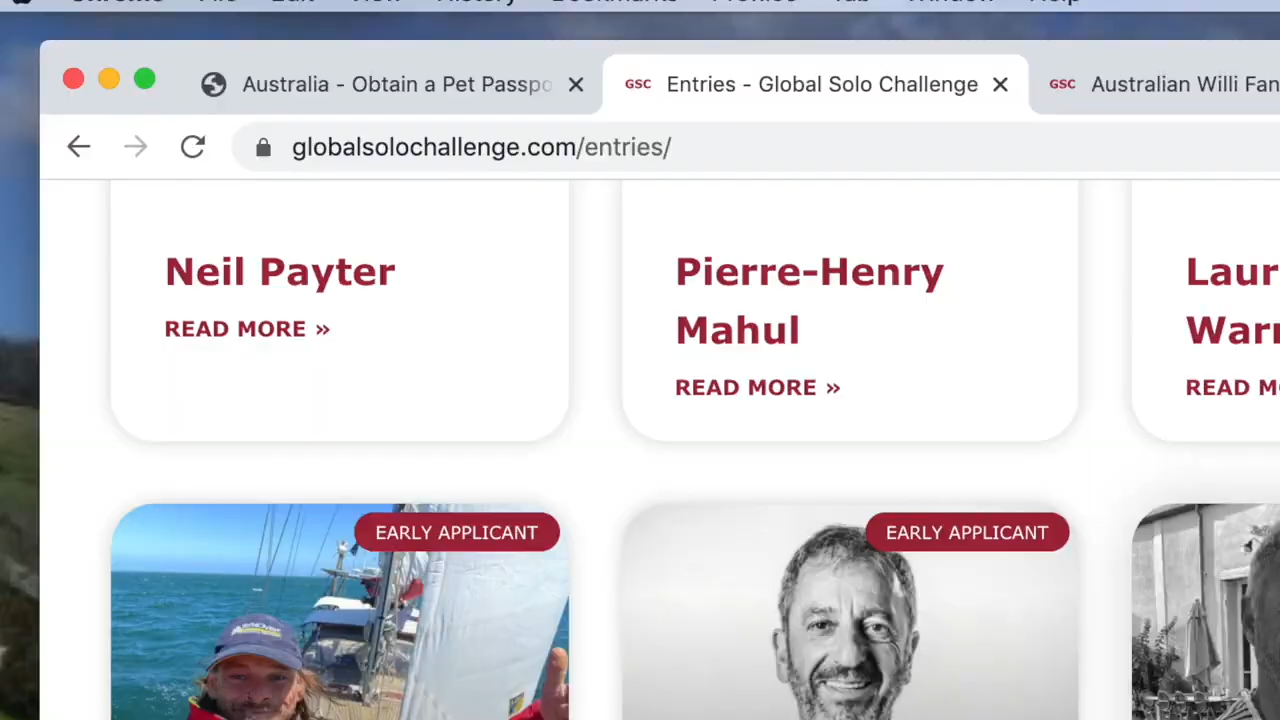 Australia - Obtain a Pet Passpo
GSC Entries - Global Solo Challenge
GSC Australian Willi Fan
globalsolochallenge.com/entries/
Neil Payter
READ MORE »
Pierre-Henry
Mahul
READ MORE »
Laur
Warr
READ M
EARLY APPLICANT
EARLY APPLICANT